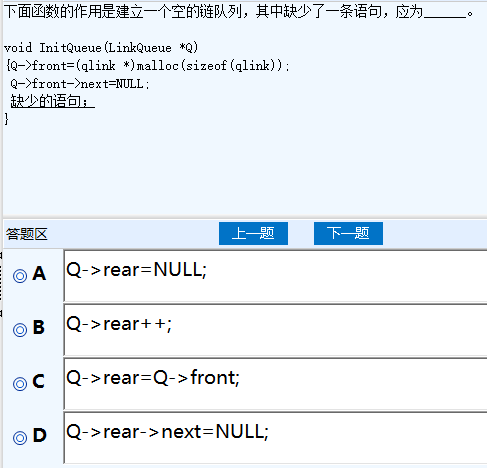 下面函数的作用是建立一个空的链队列，其中缺少了一条语句，应为______。
void InitQueue(LinkQueue *Q)
{Q->front=(qlink *)malloc(sizeof(qlink));
Q->front->next=NULL;
缺少的语句；
}
答题区
上一题
下一题
A Q->rear=NULL;
B Q->rear++;
C Q->rear=Q->front;
D Q->rear->next=NULL;